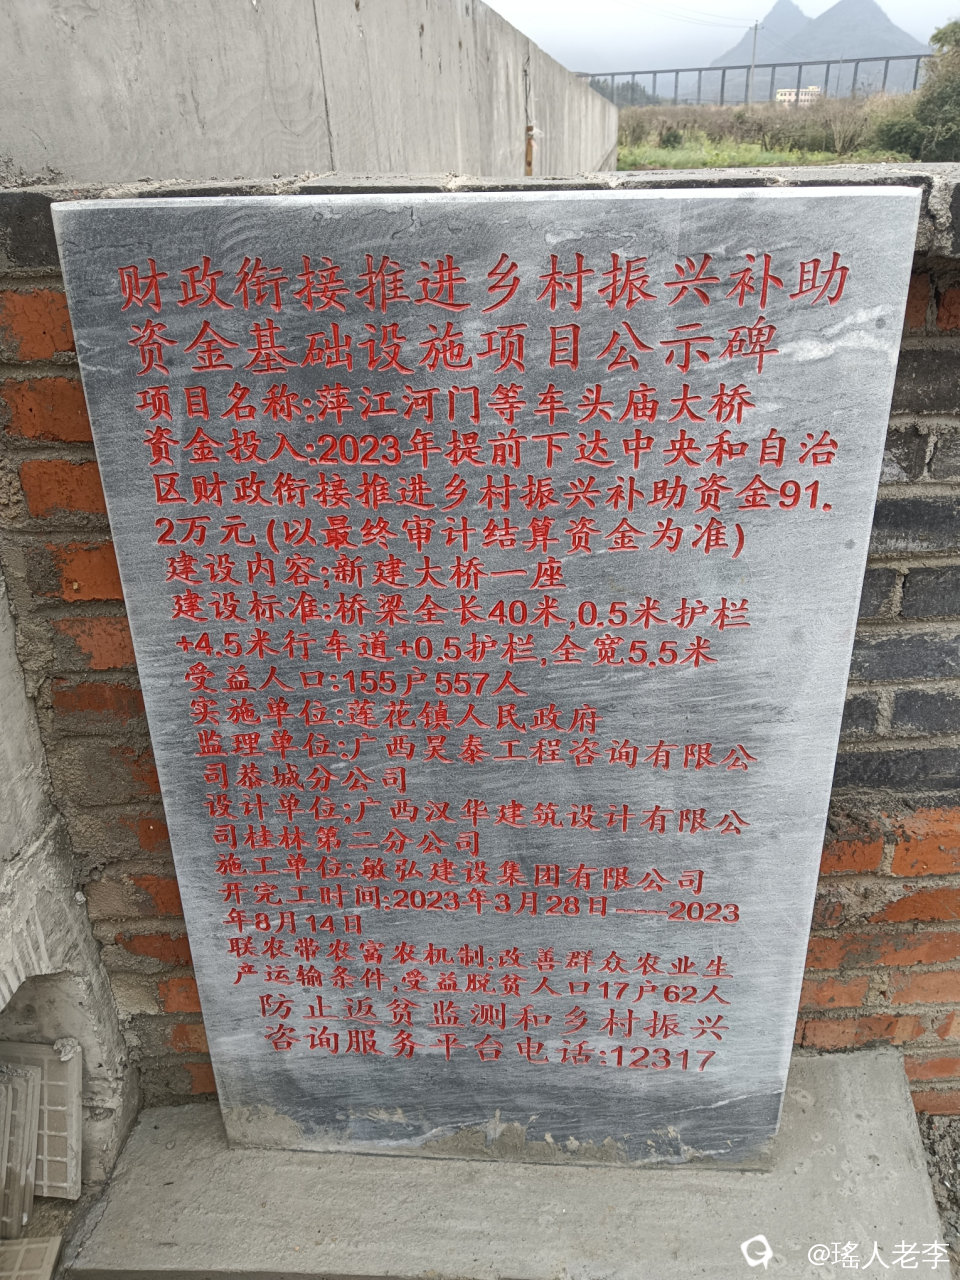 财政衔接推进乡村振兴补助
资金基础设施项目公示碑
项目名称:萍江河门等车头庙大桥
资金投入:2023年提前下达中央和自治
区财政衔接推进乡村振兴补助资金91.
2万元(以最终审计结算资金为准)
建设内容;新建大桥一座
建设标准:桥梁全长40米,0.5米护栏
+4.5米行车道+0.5护栏,全宽5.5米
受益人口:155户557人
实施单位:莲花镇人民政府
监理单位:广西昊泰工程咨询有限公
司恭城分公司
设计单位;广西汉华建筑设计有限公
司桂林第二分公司
施工单位:敏弘建设集团有限公司
开完工时间:2023年3月28日----2023
年8月14日
联农带农富农机制:改善群众农业生
产运输条件,受益脱贫人口17户62人
防止返贫监测和乡村振兴
咨询服务平台电话:12317
@瑤人老李